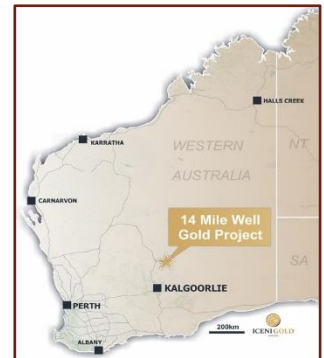 HALLS CREEK
KARRATHA
WESTERN
AUSTRALIA
NT
CARNARVON
14 Mile Well
Gold Project
SA
KALGOORLIE
PERTH
200km
ICENI GOLD
ALBANY